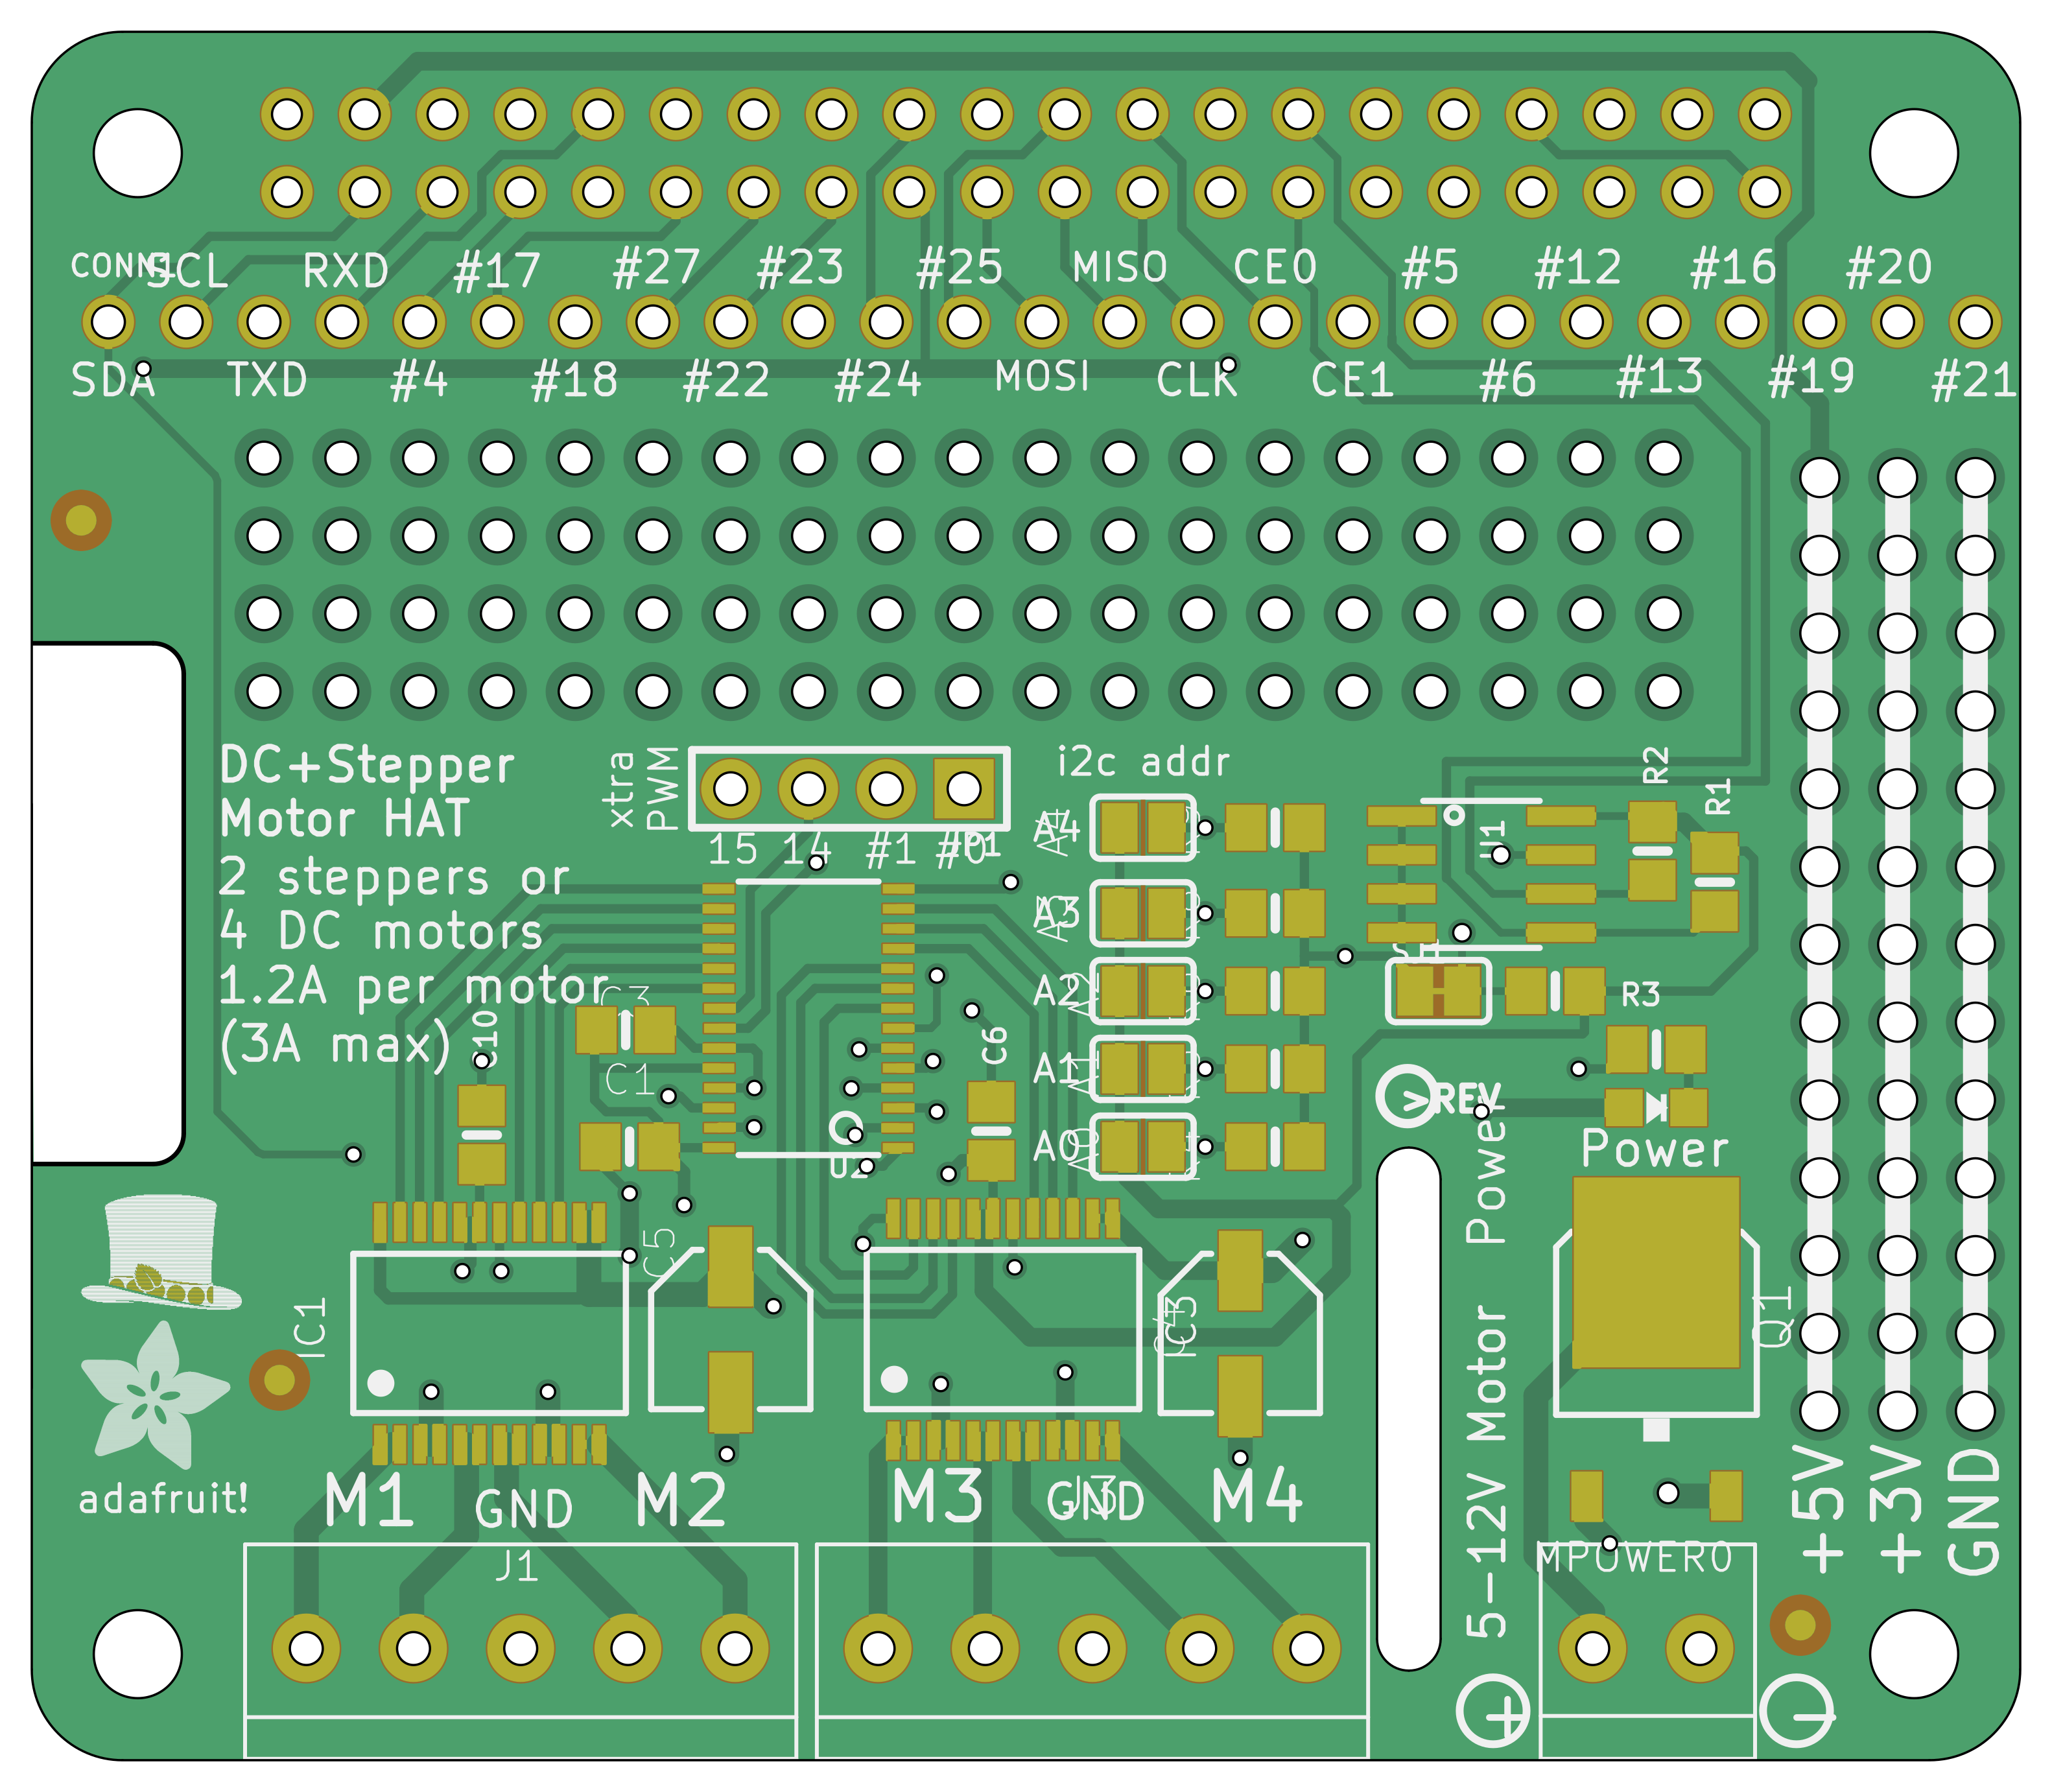 CONN1 SCL RXD #17 #27 #23 #25 MISO CE0 #5 #12 #16 #20
SDA TXD #4 #18 #22 #24 MOSI CLK CE1 #6 #13 #19 #21
DC+Stepper
Motor HAT
2 steppers or
4 DC motors
1.2A per motor
(3A max)
xtra
PWM
15 14 #1 #0
i2c addr
A4
A3
A2
A1
A0
U1
R2
R1
R3
C3
C10
C1
C6
U2
>REV
Power
C5
IC1
IC3
Q1
5-12V Motor Power
adafruit!
M1 GND M2 M3 GND M4
J3
J1
MPOWER0
+5V
+3V
GND
+ -